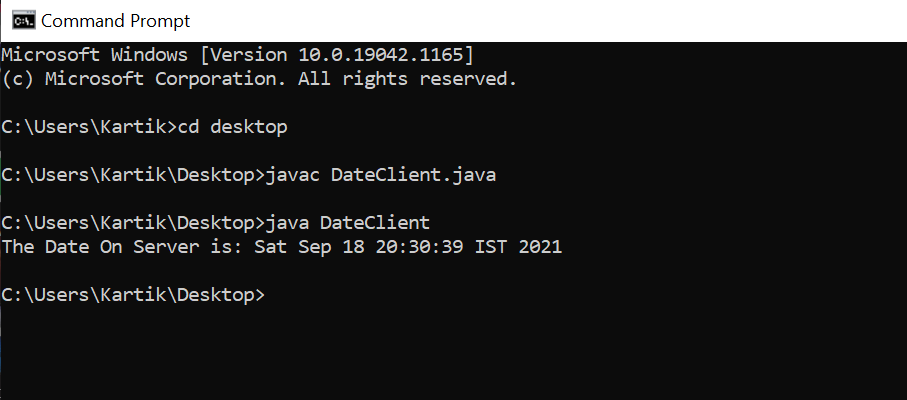 Command Prompt
Microsoft Windows [Version 10.0.19042.1165]
(c) Microsoft Corporation. All rights reserved.
C:\Users\Kartik>cd desktop
C:\Users\Kartik\Desktop>javac DateClient.java
C:\Users\Kartik\Desktop>java DateClient
The Date On Server is: Sat Sep 18 20:30:39 IST 2021
C:\Users\Kartik\Desktop>